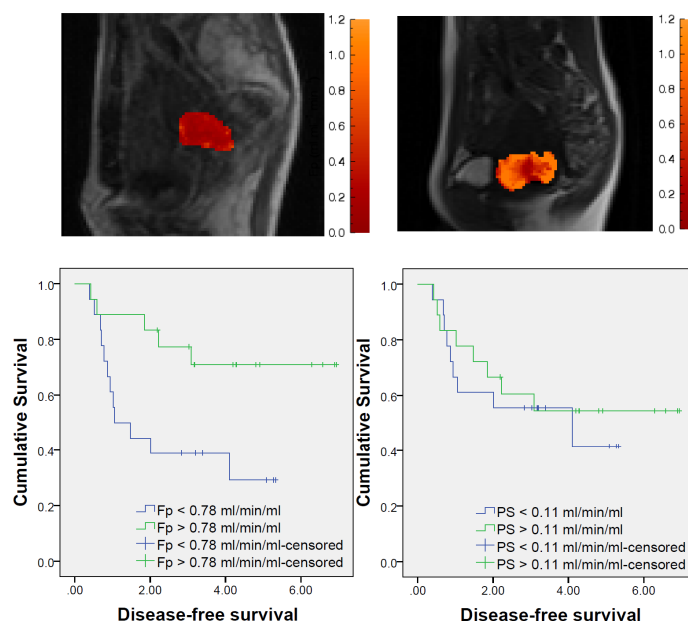 1.2
1.0
0.8
0.6
0.4
0.2
0.0
1.2
1.0
0.8
0.6
0.4
0.2
0.0
Cumulative Survival
1.0
0.8
0.6
0.4
0.2
0.0
Fp < 0.78 ml/min/ml
Fp > 0.78 ml/min/ml
Fp < 0.78 ml/min/ml-censored
Fp > 0.78 ml/min/ml-censored
.00 2.00 4.00 6.00
Disease-free survival
Cumulative Survival
1.0
0.8
0.6
0.4
0.2
0.0
PS < 0.11 ml/min/ml
PS > 0.11 ml/min/ml
PS < 0.11 ml/min/ml-censored
PS > 0.11 ml/min/ml-censored
.00 2.00 4.00 6.00
Disease-free survival